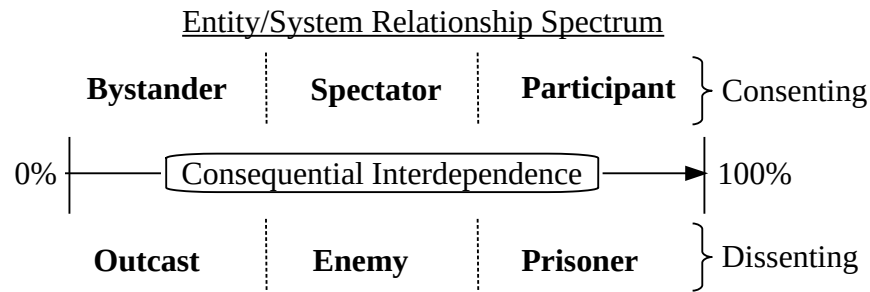 Entity/System Relationship Spectrum
Bystander Spectator Participant Consenting
0% Consequential Interdependence 100%
Outcast Enemy Prisoner Dissenting